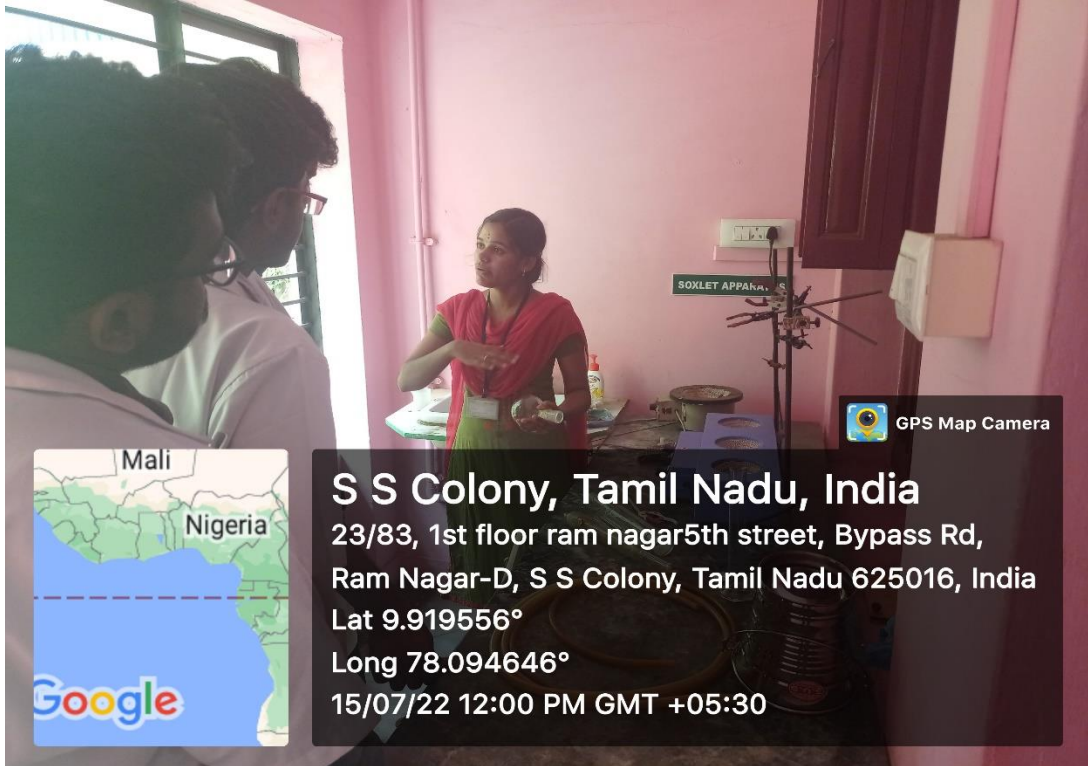 SOXLET APPARATUS
GPS Map Camera
Mali
Nigeria
Google
S S Colony, Tamil Nadu, India
23/83, 1st floor ram nagar5th street, Bypass Rd,
Ram Nagar-D, S S Colony, Tamil Nadu 625016, India
Lat 9.919556°
Long 78.094646°
15/07/22 12:00 PM GMT +05:30